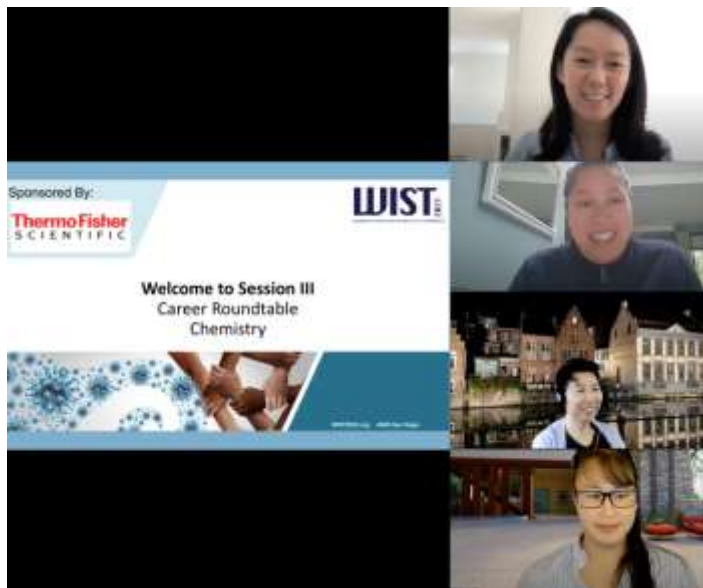 Sponsored By:
ThermoFisher
SCIENTIFIC
WIST
Welcome to Session III
Career Roundtable
Chemistry